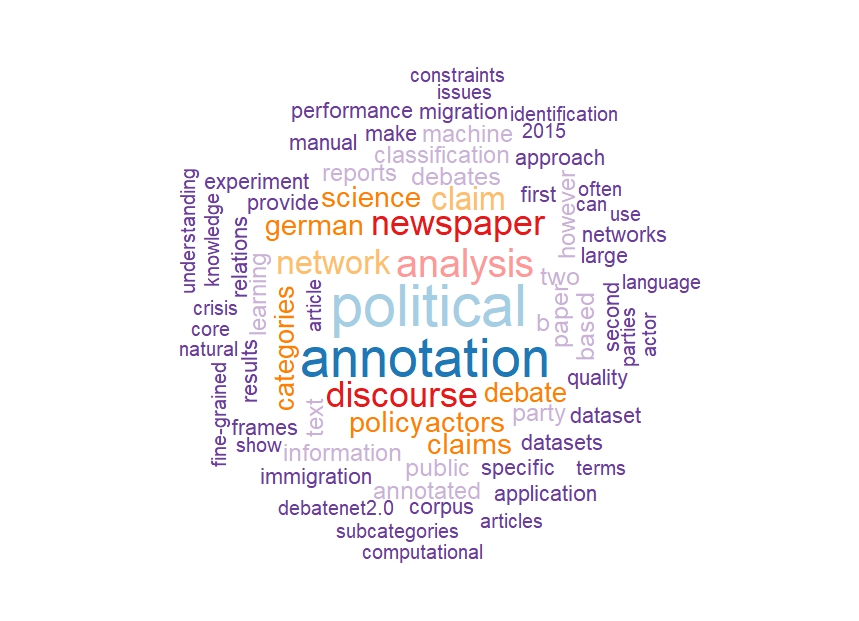 constraints
issues
performance migration identification
manual make machine 2015
classification approach
reports debates
understanding experiment
knowledge provide science claim first often
can use
german newspaper however networks
relations network analysis large
learning two language
crisis article political b paper based second parties actor
core
natural results categories annotation
discourse debate quality
fine-grained frames text policy actors party dataset
show information claims datasets
immigration public specific terms
annotated application
debatenet2.0 corpus articles
subcategories
computational